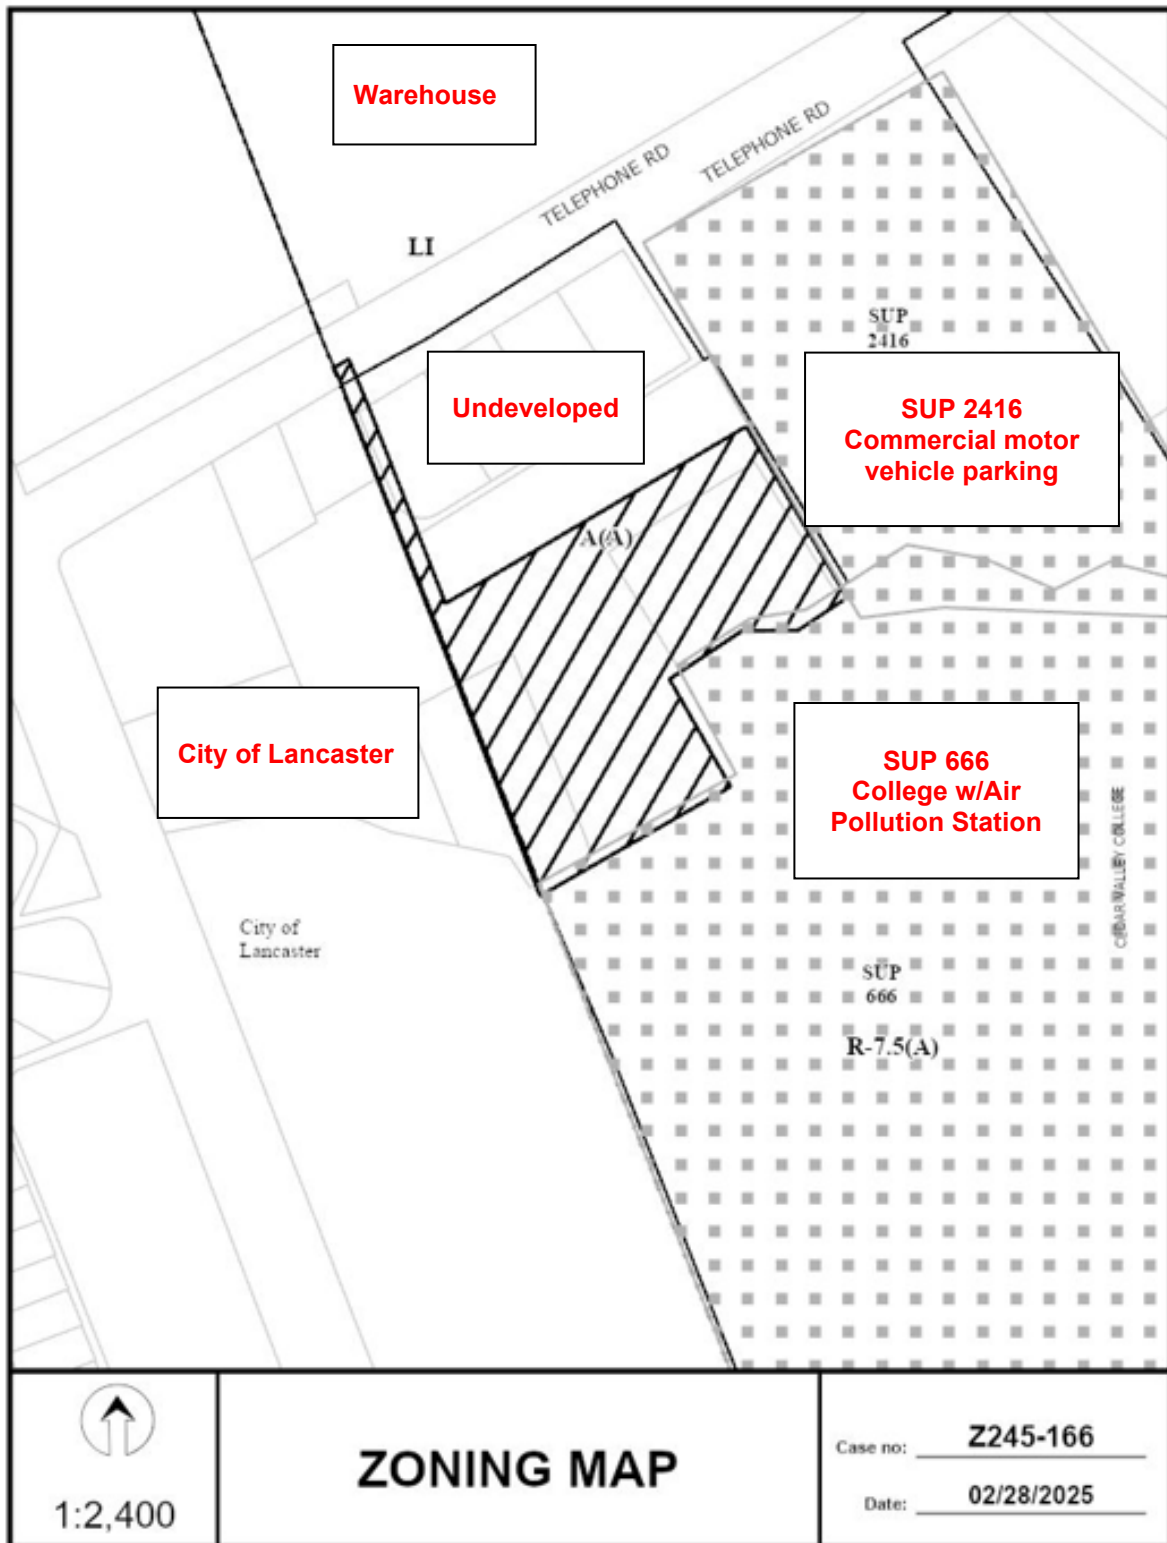 Warehouse
TELEPHONE RD
TELEPHONE RD
LI
SUP
2416
Undeveloped
SUP 2416
Commercial motor
vehicle parking
A(A)
City of Lancaster
SUP 666
College w/Air
Pollution Station
CEDAR VALLEY COLLEGE
City of
Lancaster
SUP
666
R-7.5(A)
1:2,400
ZONING MAP
Case no: Z245-166
Date: 02/28/2025